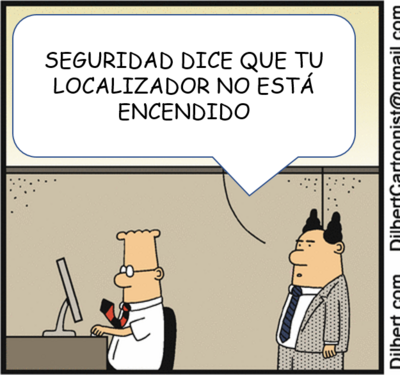 SEGURIDAD DICE QUE TU
LOCALIZADOR NO ESTÁ
ENCENDIDO
Dilbert.com DilbertCartoonist@gmail.com